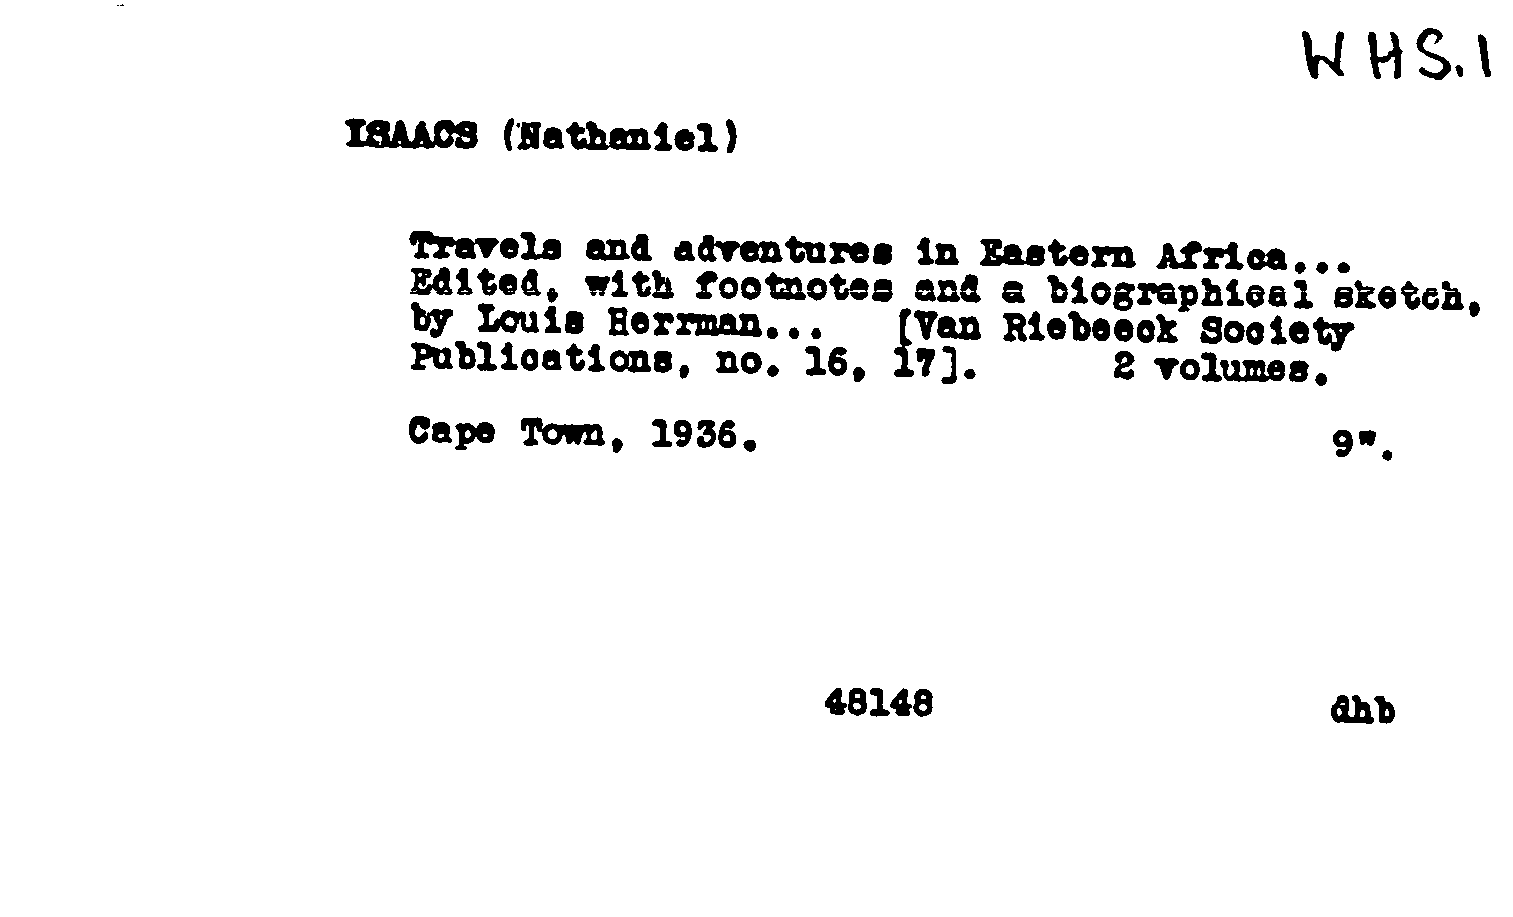 WHS.1
ISAACS (Nathaniel)
Travels and adventures in Eastern Africa...
Edited, with footnotes and a biographical sketch,
by Louis Herrman... [Van Riebeeck Society
Publications, no. 16, 17]. 2 volumes.
Cape Town, 1936. 9".
48148 dhb